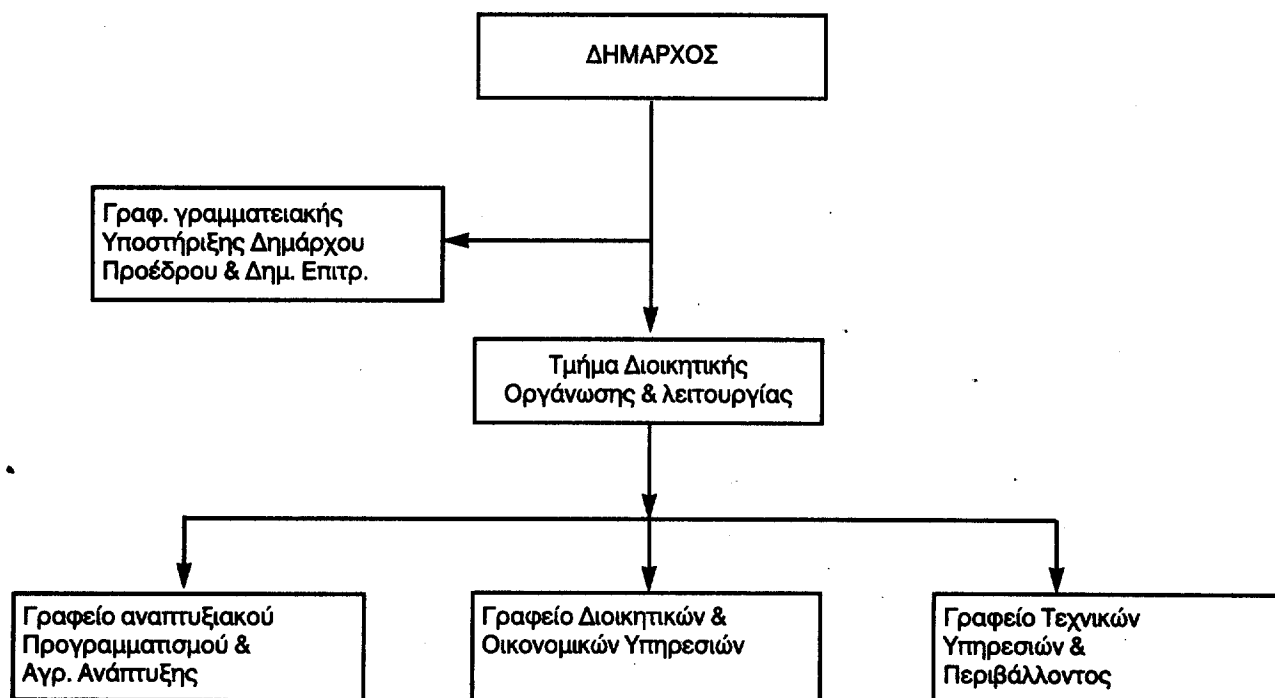 ΔΗΜΑΡΧΟΣ
Γραφ. γραμματειακής
Υποστήριξης Δημάρχου
Προέδρου & Δημ. Επιτρ.
Τμήμα Διοικητικής
Οργάνωσης & λειτουργίας
Γραφείο αναπτυξιακού
Προγραμματισμού &
Αγρ. Ανάπτυξης
Γραφείο Διοικητικών &
Οικονομικών Υπηρεσιών
Γραφείο Τεχνικών
Υπηρεσιών &
Περιβάλλοντος